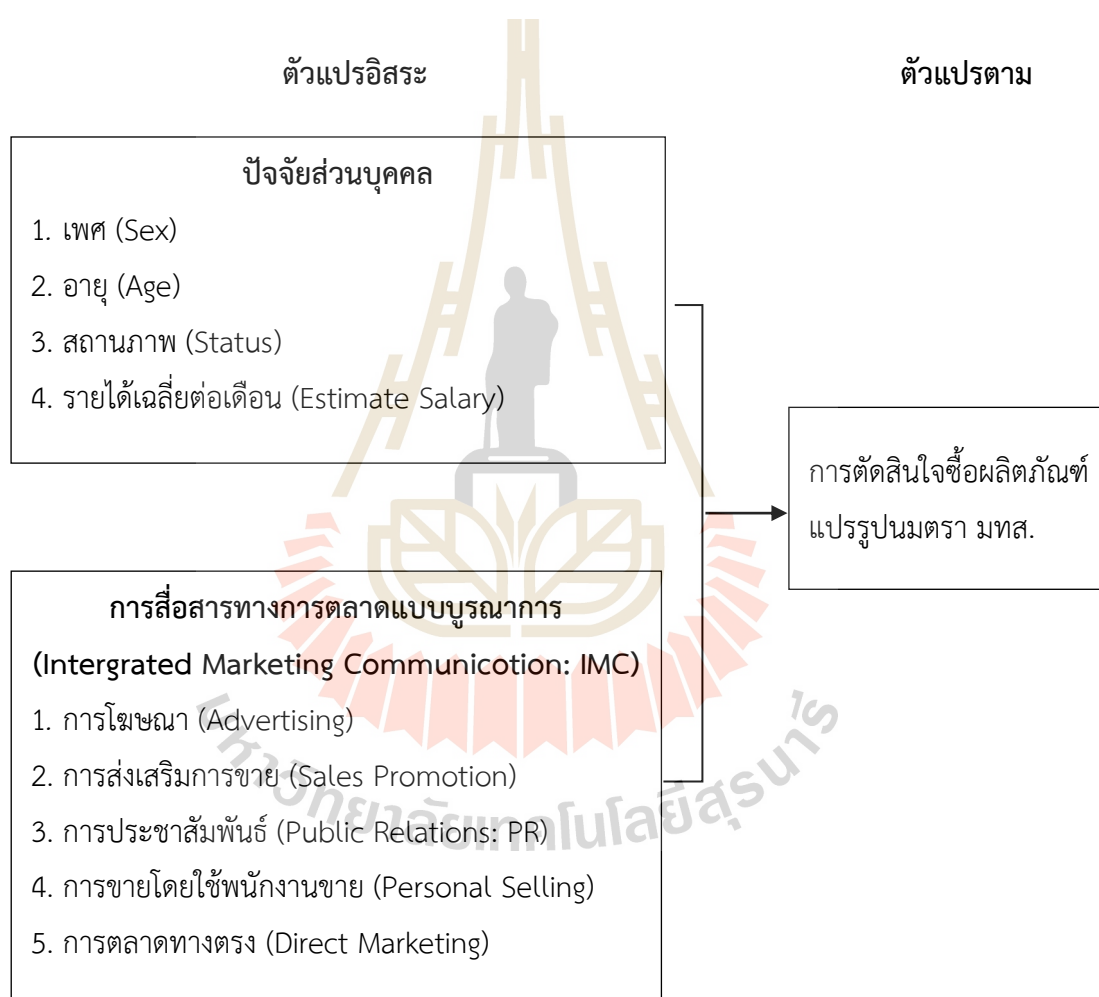 ตัวแปรอิสระ
ตัวแปรตาม
ปัจจัยส่วนบุคคล
1. เพศ (Sex)
2. อายุ (Age)
3. สถานภาพ (Status)
4. รายได้เฉลี่ยต่อเดือน (Estimate Salary)
การตัดสินใจซื้อผลิตภัณฑ์
แปรรูปนมตรา มทส.
การสื่อสารทางการตลาดแบบบูรณาการ
(Intergrated Marketing Communicotion: IMC)
1. การโฆษณา (Advertising)
2. การส่งเสริมการขาย (Sales Promotion)
3. การประชาสัมพันธ์ (Public Relations: PR)
4. การขายโดยใช้พนักงานขาย (Personal Selling)
5. การตลาดทางตรง (Direct Marketing)
มหาวิทยาลัยเทคโนโลยีสุรนารี